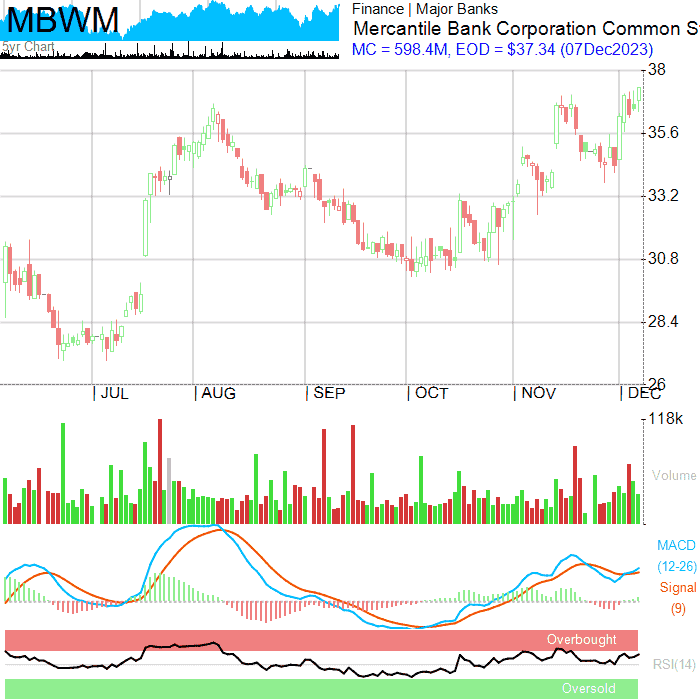 MBWM
5yr Chart
Finance | Major Banks
Mercantile Bank Corporation Common S
MC = 598.4M, EOD = $37.34 (07Dec2023)
38
35.6
33.2
30.8
28.4
26
JUL AUG SEP OCT NOV DEC
118k
Volume
MACD
(12-26)
Signal
(9)
Overbought
RSI(14)
Oversold